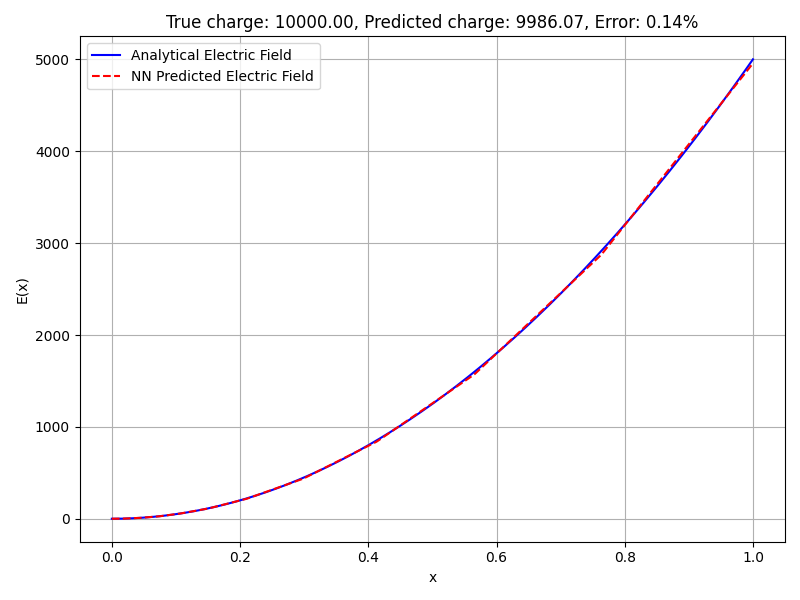 True charge: 10000.00, Predicted charge: 9986.07, Error: 0.14%
Analytical Electric Field
NN Predicted Electric Field
5000
4000
3000
2000
1000
0
E(x)
0.0 0.2 0.4 0.6 0.8 1.0
x